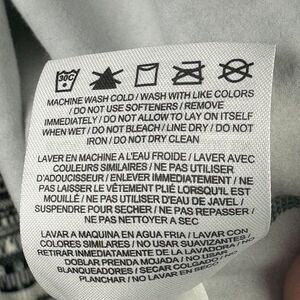 30C
MACHINE WASH COLD / WASH WITH LIKE COLORS
/ DO NOT USE SOFTENERS / REMOVE
IMMEDIATELY / DO NOT ALLOW TO LAY ON ITSELF
WHEN WET / DO NOT BLEACH / LINE DRY / DO NOT
IRON / DO NOT DRY CLEAN
LAVER EN MACHINE A L'EAU FROIDE / LAVER AVEC
COULEURS SIMILAIRES / NE PAS UTILISER
D'ADOUCISSEUR / ENLEVER IMMEDIATEMENT / NE
PAS LAISSER LE VÊTEMENT PLIÉ LORSQU'IL EST
MOUILLÉ / NE PAS UTILISER D'EAU DE JAVEL /
SUSPENDRE POUR SECHER / NE PAS REPASSER /
NE PAS NETTOYER A SEC
LAVAR A MAQUINA EN AGUA FRIA / LAVAR CON
COLORES SIMILARES / NO USAR SUAVIZANTES /
RETIRAR INMEDIATAMENTE DE LA LAVADORA / NO
DOBLAR PRENDA MOJADA / NO USAR
BLANQUEADORES / SECAR COLGADO /
PLANCHAR / NO LAVAR EN SECO